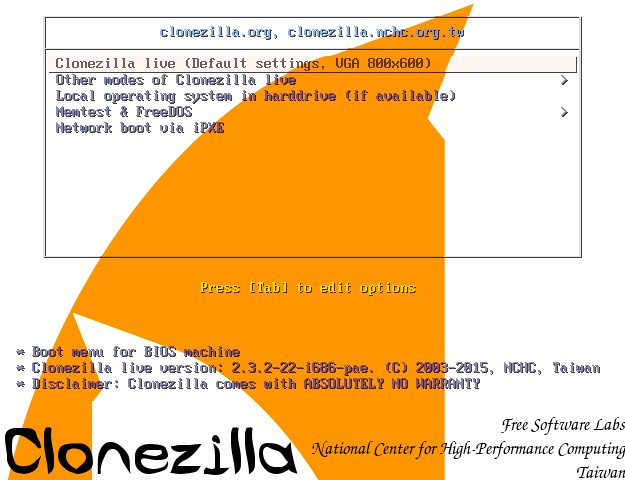 clonezilla.org, clonezilla.nchc.org.tw
Clonezilla live (Default settings, VGA 800x600)
Other modes of Clonezilla live >
Local operating system in harddrive (if available)
Memtest & FreeDOS >
Network boot via iPXE
Press [Tab] to edit options
* Boot menu for BIOS machine
* Clonezilla live version: 2.3.2-22-i686-pae. (C) 2003-2015, NCHC, Taiwan
* Disclaimer: Clonezilla comes with ABSOLUTELY NO WARRANTY
Free Software Labs
Clonezilla
National Center for High-Performance Computing
Taiwan